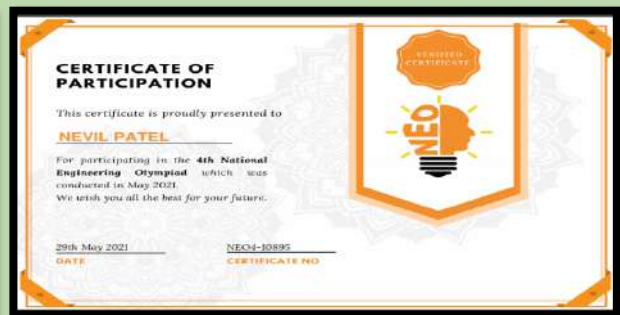 VERIFIED
CERTIFICATE
CERTIFICATE OF
PARTICIPATION
This certificate is proudly presented to
NEVIL PATEL
For participating in the 4th National
Engineering Olympiad which was
conducted in May 2021.
We wish you all the best for your future.
NEO
29th May 2021
DATE
NEO4-10895
CERTIFICATE NO